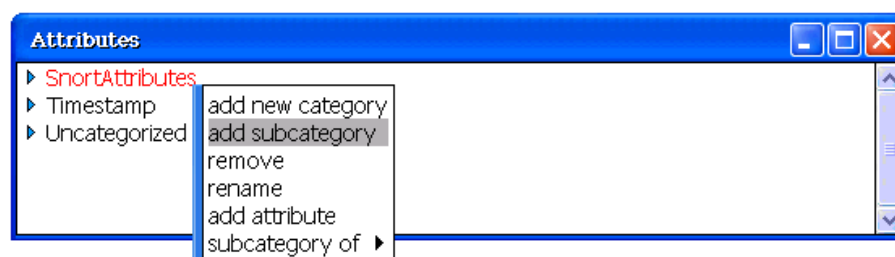 Attributes
SnortAttributes
Timestamp
Uncategorized
add new category
add subcategory
remove
rename
add attribute
subcategory of